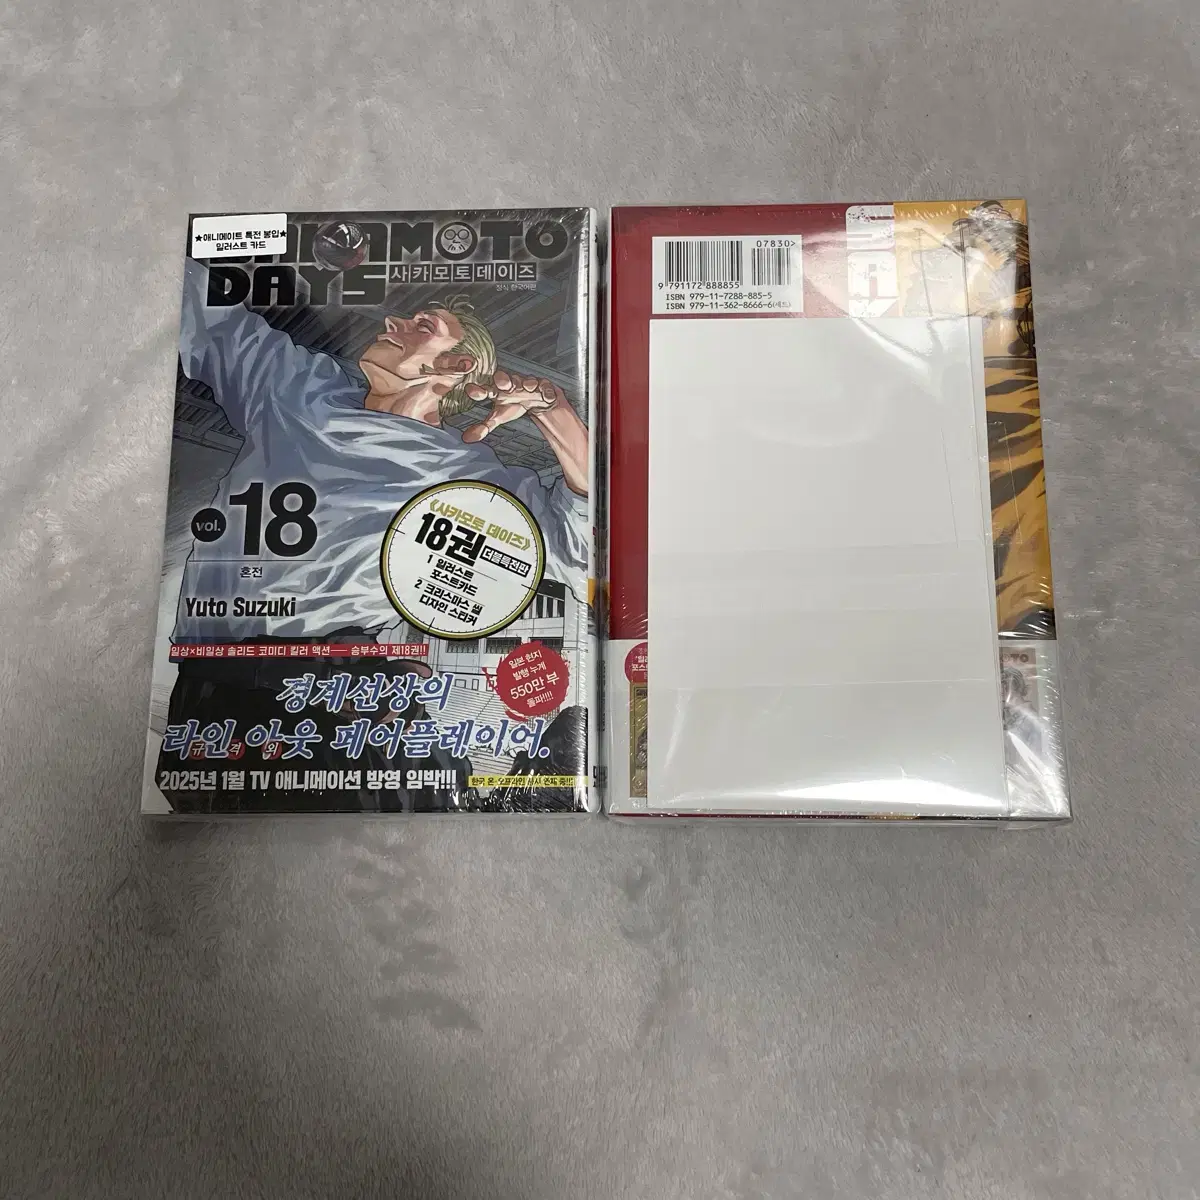 ★애니메이트 특전 봉입★
일러스트 카드
SAKAMOTO
DAYS
사카모토데이즈
정식 한국어판
vol. 18
혼전
Yuto Suzuki
《사카모토 데이즈》
18권
더블특전판
1 일러스트
포스트카드
2 크리스마스 씰
디자인 스티커
일상×비일상 솔리드 코미디 킬러 액션── 승부수의 제18권!!
일본 현지
발행 누계
550만 부
돌파!!!!
경계선상의
라인 아웃 페어플레이어.
규격 외
2025년 1월 TV 애니메이션 방영 임박!!!
07830>
9 791172 888855
ISBN 979-11-7288-885-5
ISBN 979-11-362-8666-6(세트)